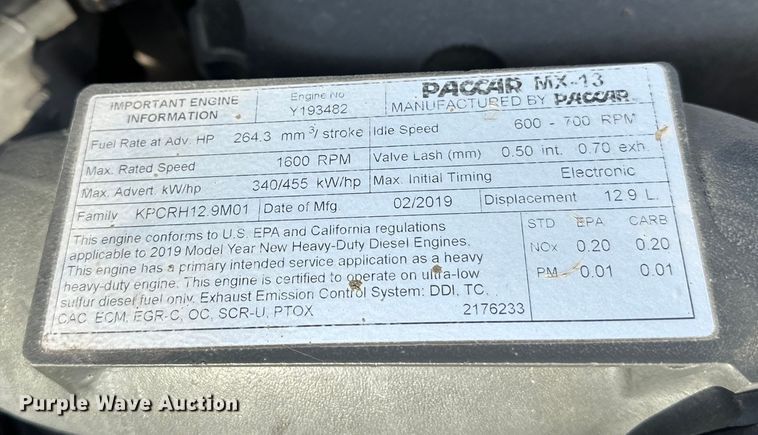 IMPORTANT ENGINE INFORMATION
Engine No Y193482
PACCAR MX-13
MANUFACTURED BY PACCAR
Fuel Rate at Adv. HP 264.3 mm³/ stroke Idle Speed 600 - 700 RPM
Max. Rated Speed 1600 RPM Valve Lash (mm) 0.50 int. 0.70 exh.
Max. Advert. kW/hp 340/455 kW/hp Max. Initial Timing Electronic
Family KPCRH12.9M01 Date of Mfg 02/2019 Displacement 12.9 L.
This engine conforms to U.S. EPA and California regulations
applicable to 2019 Model Year New Heavy-Duty Diesel Engines.
This engine has a primary intended service application as a heavy
heavy-duty engine. This engine is certified to operate on ultra-low
sulfur diesel fuel only. Exhaust Emission Control System: DDI, TC,
CAC, ECM, EGR-C, OC, SCR-U, PTOX 2176233
STD EPA CARB
NOx 0.20 0.20
PM 0.01 0.01
Purple Wave Auction